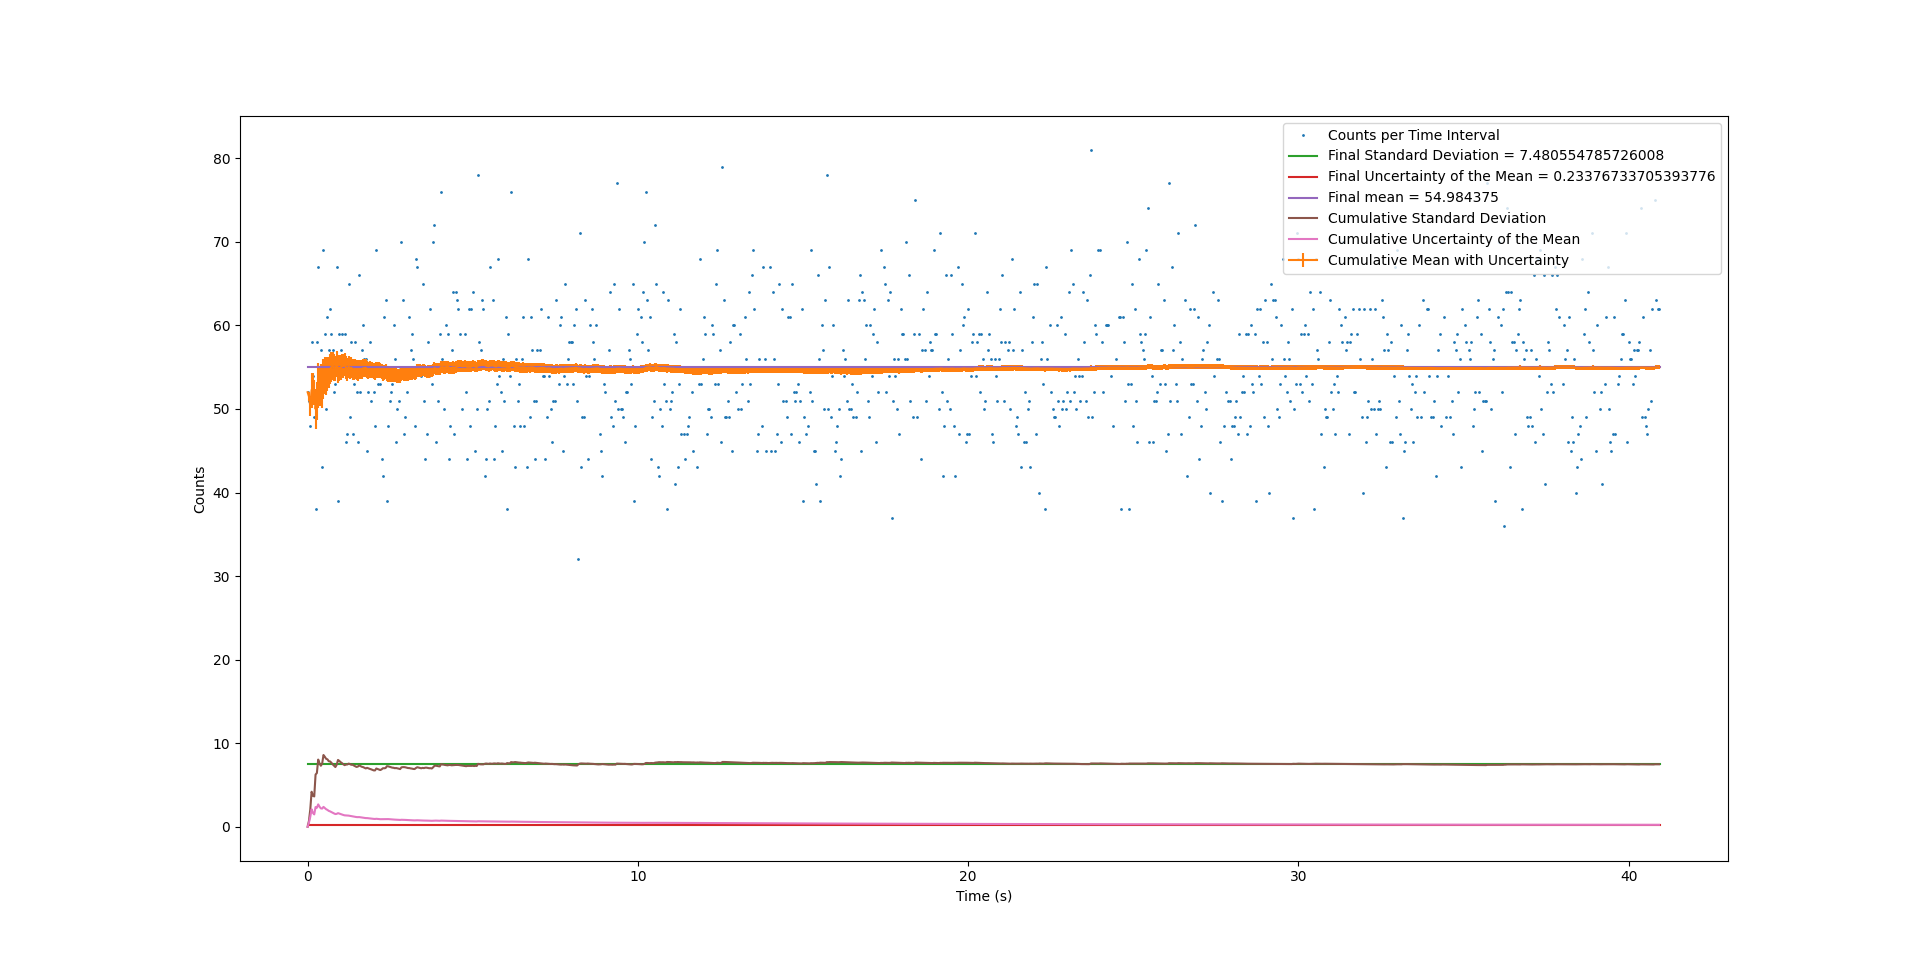 Counts per Time Interval
Final Standard Deviation = 7.480554785726008
Final Uncertainty of the Mean = 0.23376733705393776
Final mean = 54.984375
Cumulative Standard Deviation
Cumulative Uncertainty of the Mean
Cumulative Mean with Uncertainty
80
70
60
50
40
30
20
10
0
Counts
0 10 20 30 40
Time (s)